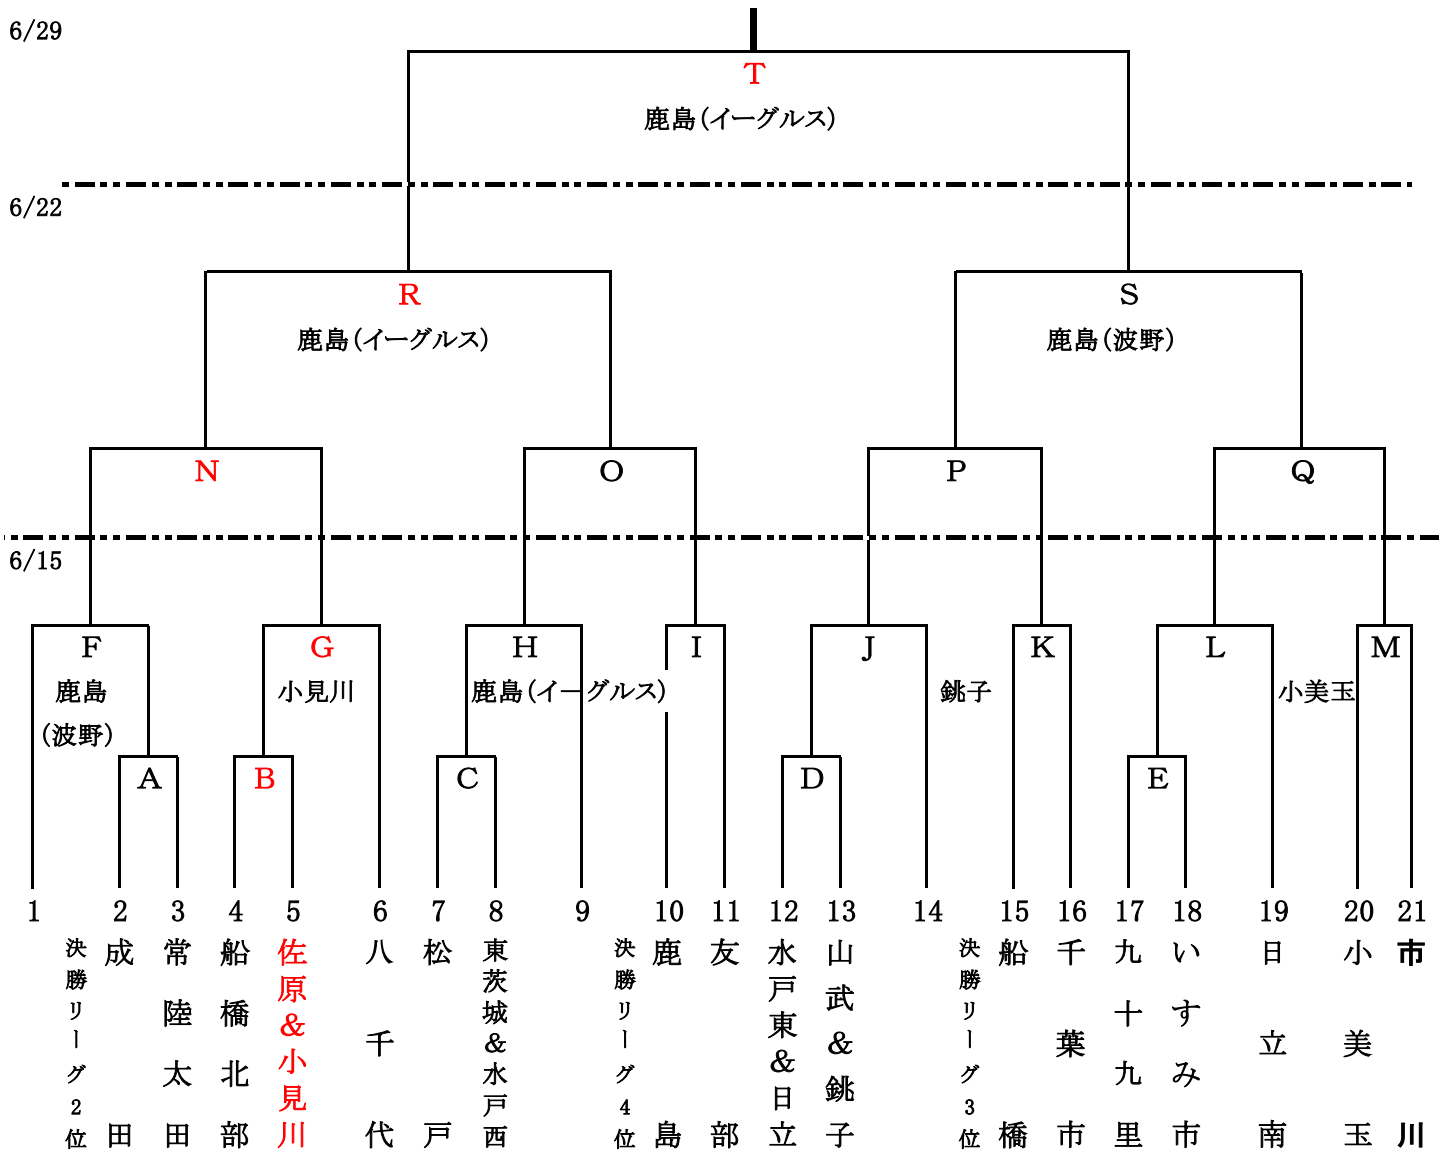 6/29
T
鹿島(イーグルス)
6/22
R
S
鹿島(イーグルス)
鹿島(波野)
N
O
P
Q
6/15
F
G
H
I
J
K
L
M
鹿島
(波野)
小見川
鹿島(イーグルス)
銚子
小美玉
A
B
C
D
E
1
2
3
4
5
6
7
8
9
10
11
12
13
14
15
16
17
18
19
20
21
決勝リーグ2位
成田
常陸太田
船橋北部
佐原&小見川
八千代
松戸
東茨城&水戸西
決勝リーグ4位
鹿島
友部
水戸東&日立
山武&銚子
決勝リーグ3位
船橋
千葉市
九十九里
いすみ市
日立南
小美玉
市川